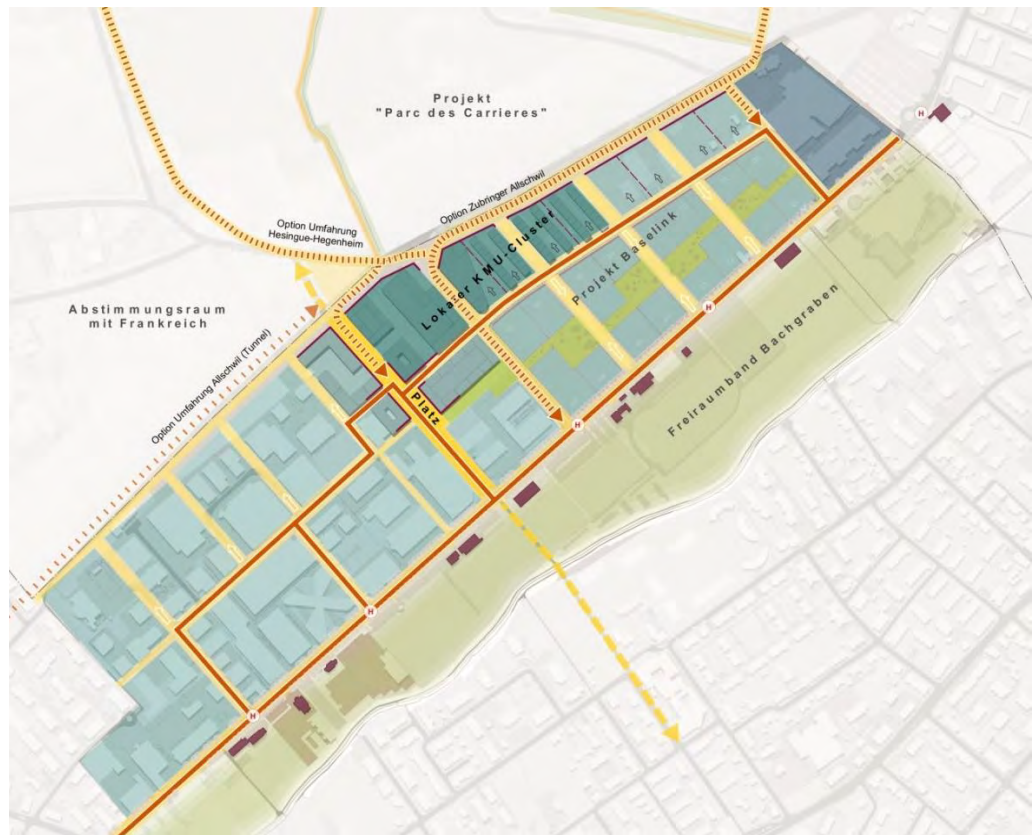 Projekt
"Parc des Carrieres"
Option Zubringer Allschwil
Option Umfahrung
Hesingue-Hegenheim
Abstimmungsraum
mit Frankreich
Option Umfahrung Allschwil (Tunnel)
Lokaler KMU-Cluster
Projekt Baselink
Platz
Freiraumband Bachgraben
H
H
H
H
H